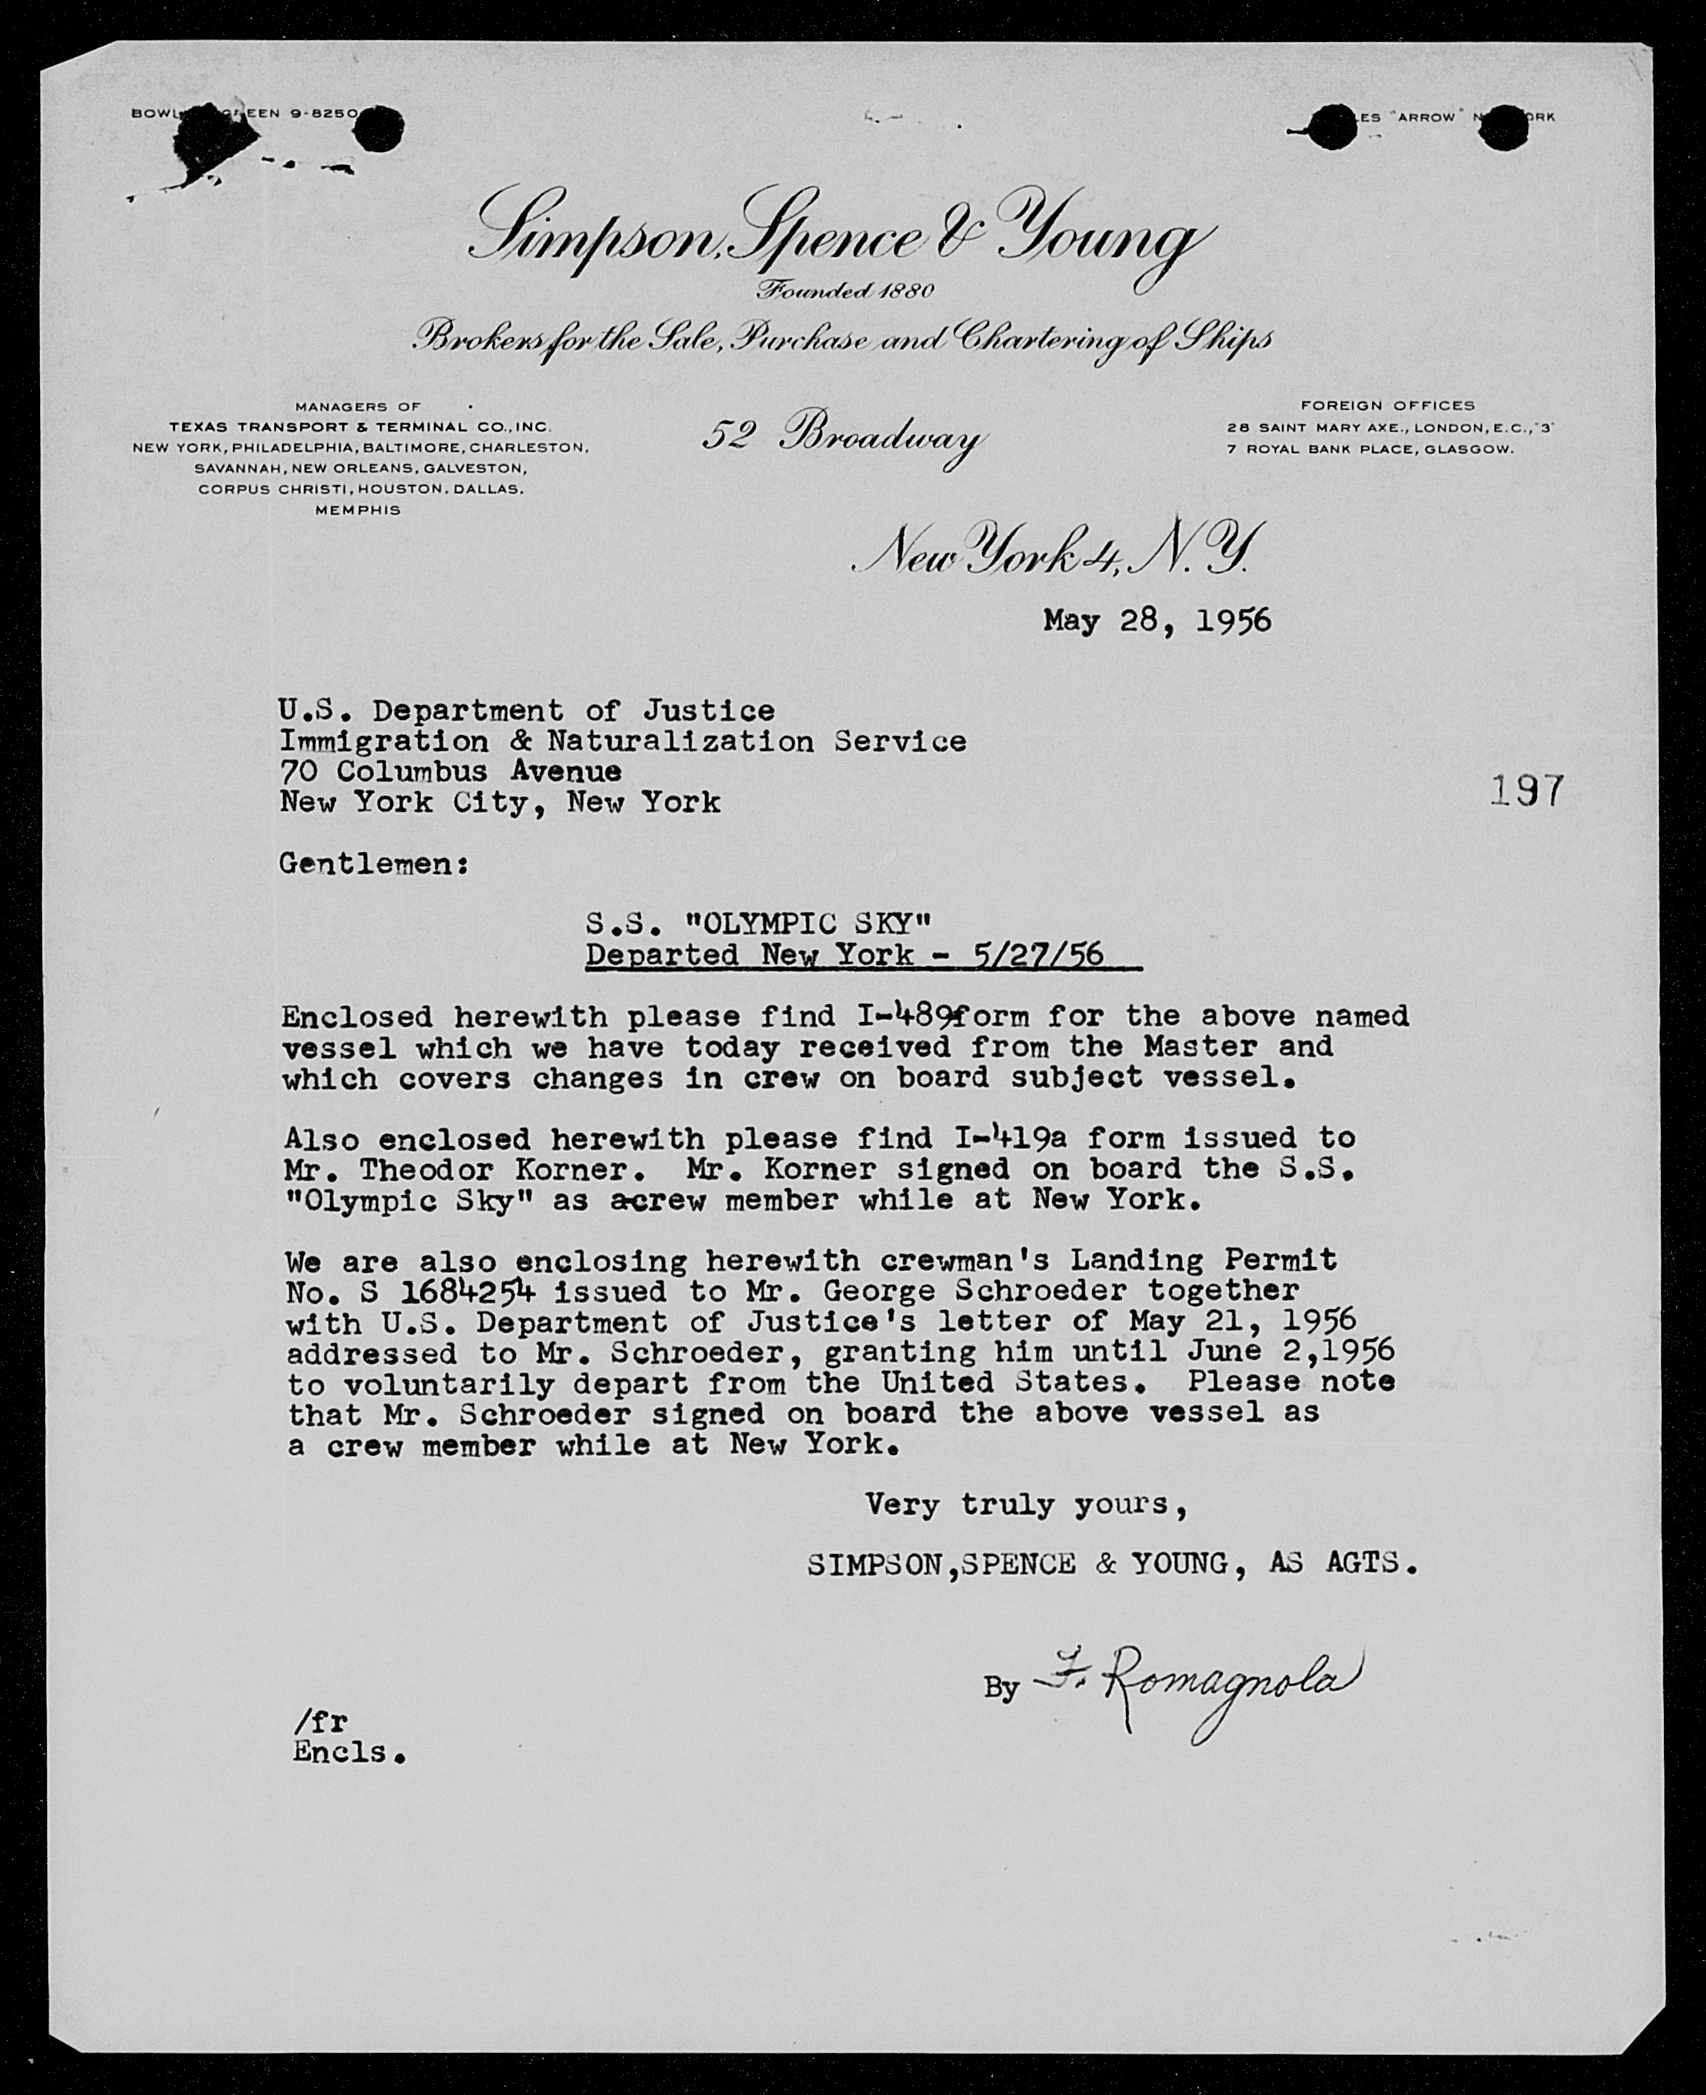 GREEN 9-8250
"ARROW"
Simpson, Spence & Young
Founded 1880
Brokers for the Sale, Purchase and Chartering of Ships
MANAGERS OF
TEXAS TRANSPORT & TERMINAL CO., INC.
NEW YORK, PHILADELPHIA, BALTIMORE, CHARLESTON,
SAVANNAH, NEW ORLEANS, GALVESTON,
CORPUS CHRISTI, HOUSTON, DALLAS,
MEMPHIS
52 Broadway
FOREIGN OFFICES
28 SAINT MARY AXE., LONDON, E.C., "3"
7 ROYAL BANK PLACE, GLASGOW.
New York 4, N.Y.
May 28, 1956
U.S. Department of Justice
Immigration & Naturalization Service
70 Columbus Avenue
New York City, New York
197
Gentlemen:
S.S. "OLYMPIC SKY"
Departed New York - 5/27/56
Enclosed herewith please find I-489form for the above named
vessel which we have today received from the Master and
which covers changes in crew on board subject vessel.
Also enclosed herewith please find I-419a form issued to
Mr. Theodor Korner. Mr. Korner signed on board the S.S.
"Olympic Sky" as acrew member while at New York.
We are also enclosing herewith crewman's Landing Permit
No. S 1684254 issued to Mr. George Schroeder together
with U.S. Department of Justice's letter of May 21, 1956
addressed to Mr. Schroeder, granting him until June 2,1956
to voluntarily depart from the United States. Please note
that Mr. Schroeder signed on board the above vessel as
a crew member while at New York.
Very truly yours,
SIMPSON,SPENCE & YOUNG, AS AGTS.
By F. Romagnola
/fr
Encls.